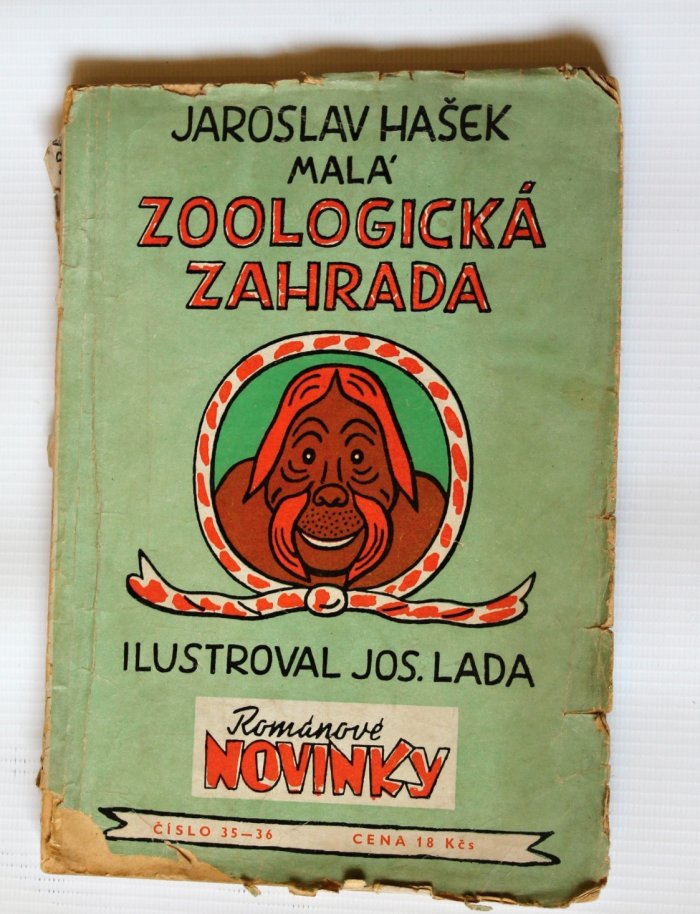 JAROSLAV HAŠEK
MALÁ
ZOOLOGICKÁ
ZAHRADA
ILUSTROVAL JOS. LADA
Románové
NOVINKY
ČÍSLO 35—36 CENA 18 Kčs